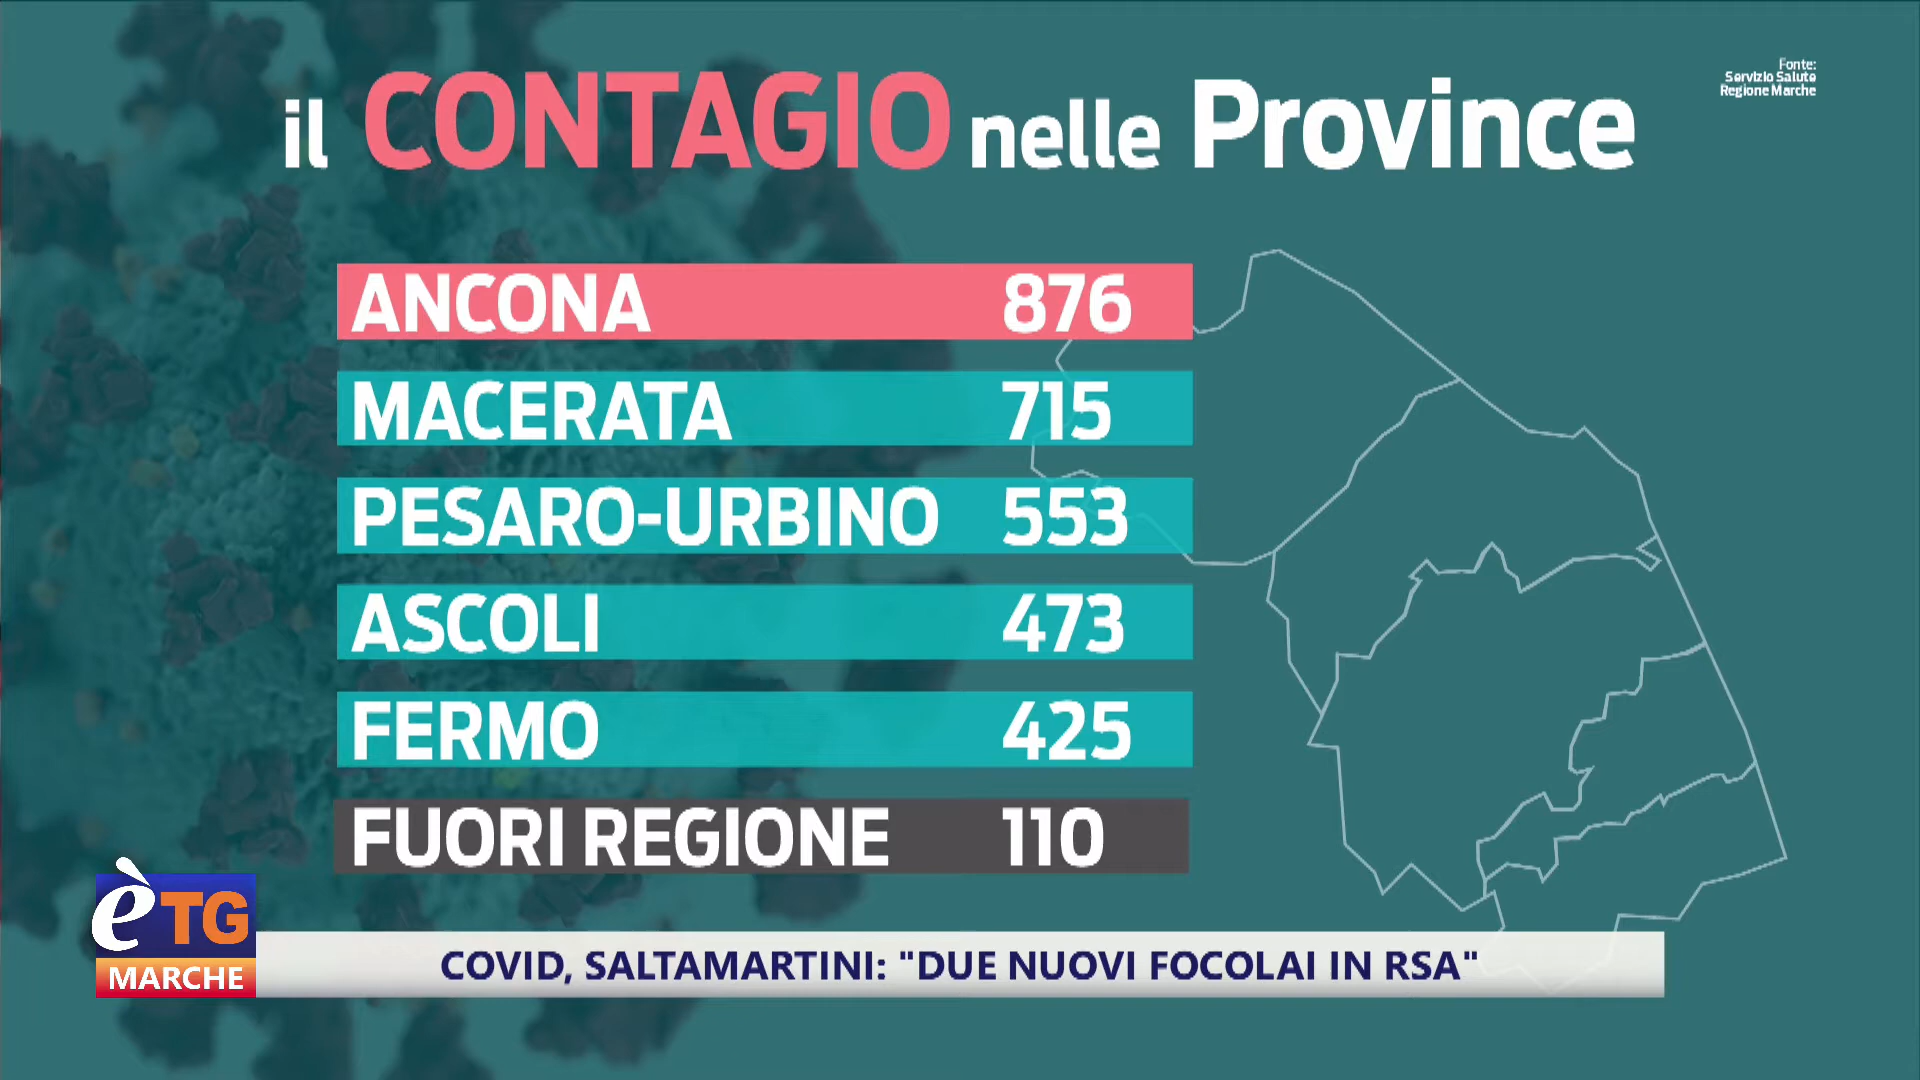 il CONTAGIO nelle Province
Fonte:
Servizio Salute
Regione Marche
ANCONA 876
MACERATA 715
PESARO-URBINO 553
ASCOLI 473
FERMO 425
FUORI REGIONE 110
è TG
MARCHE
COVID, SALTAMARTINI: "DUE NUOVI FOCOLAI IN RSA"